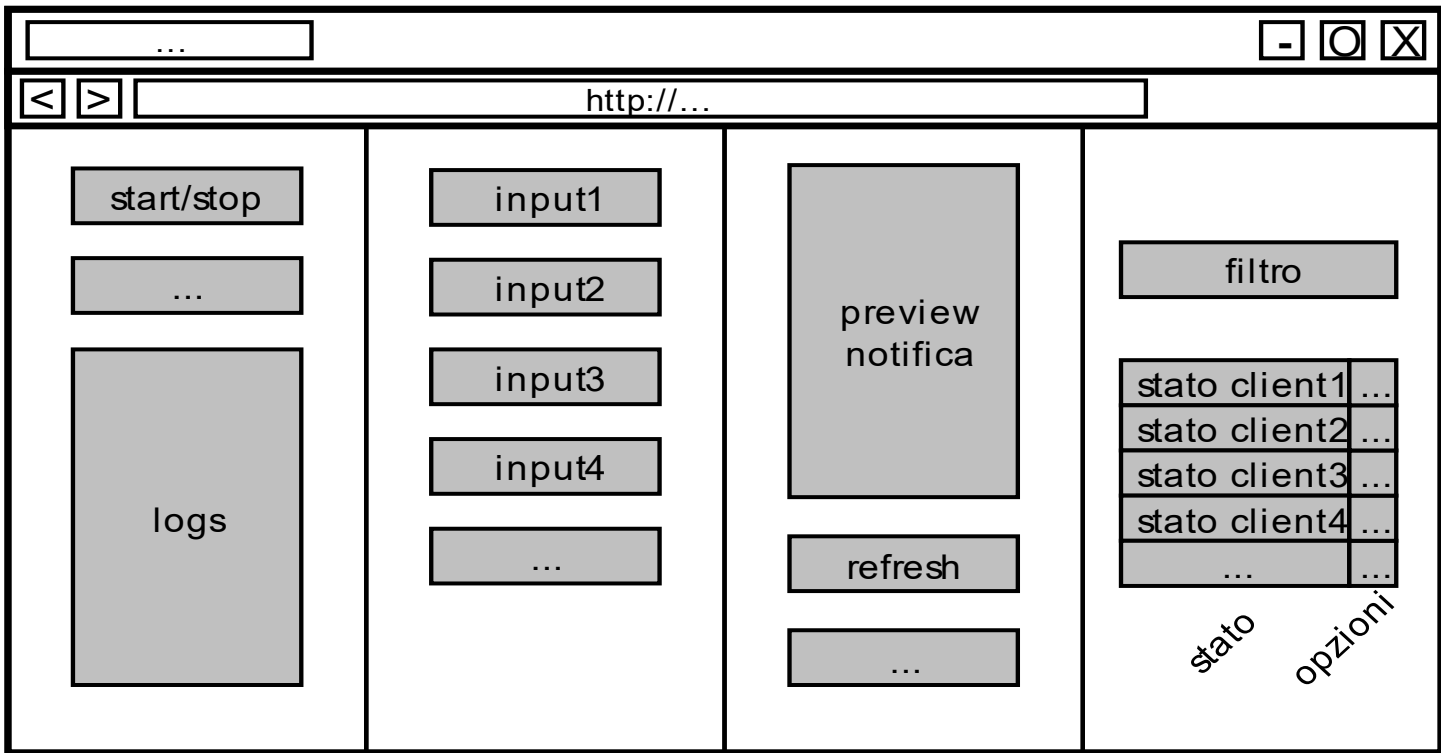 ...
- O X
< > http://...
start/stop
...
logs
input1
input2
input3
input4
...
preview
notifica
refresh
...
filtro
stato client1 ...
stato client2 ...
stato client3 ...
stato client4 ...
... ...
stato
opzioni